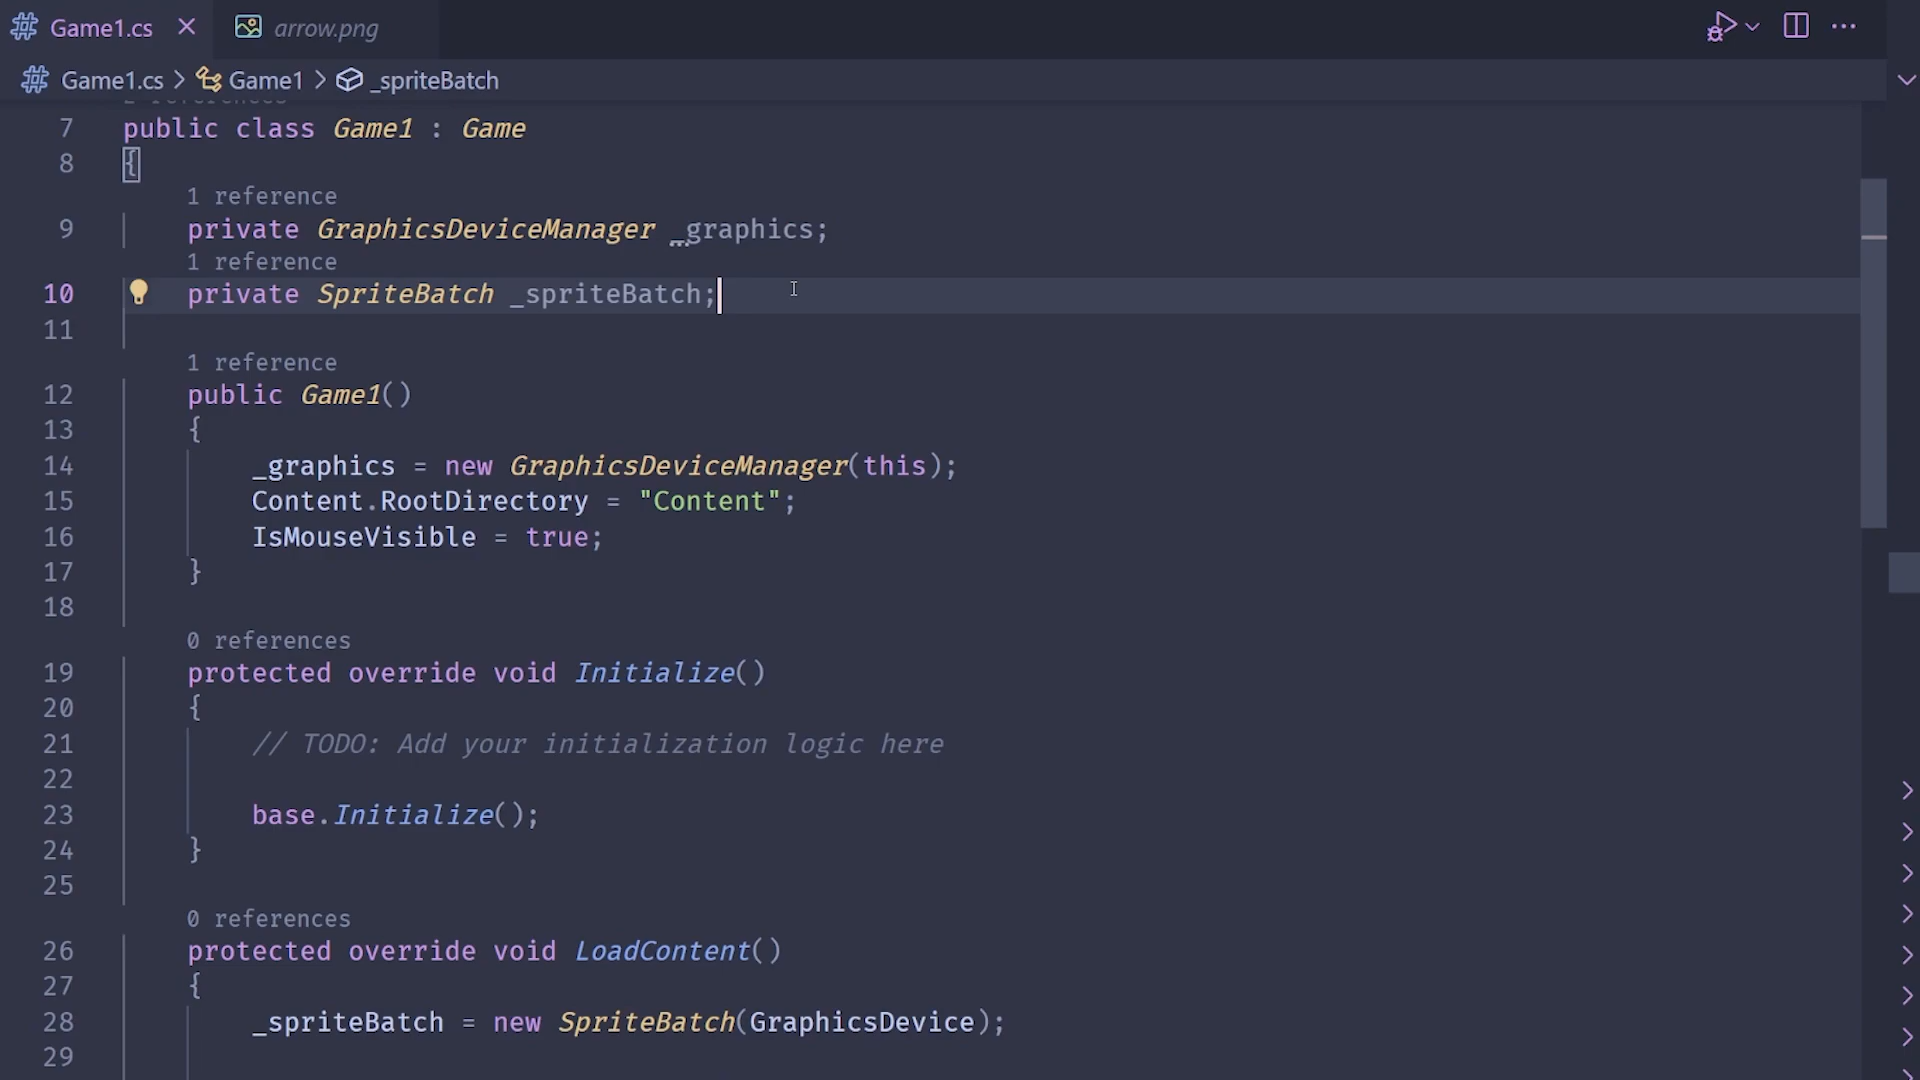 Game1.cs
arrow.png
Game1.cs > Game1 > _spriteBatch
2 references
7 public class Game1 : Game
8 {
1 reference
9 private GraphicsDeviceManager _graphics;
1 reference
10 private SpriteBatch _spriteBatch;
11
1 reference
12 public Game1()
13 {
14 _graphics = new GraphicsDeviceManager(this);
15 Content.RootDirectory = "Content";
16 IsMouseVisible = true;
17 }
18
0 references
19 protected override void Initialize()
20 {
21 // TODO: Add your initialization logic here
22
23 base.Initialize();
24 }
25
0 references
26 protected override void LoadContent()
27 {
28 _spriteBatch = new SpriteBatch(GraphicsDevice);
29